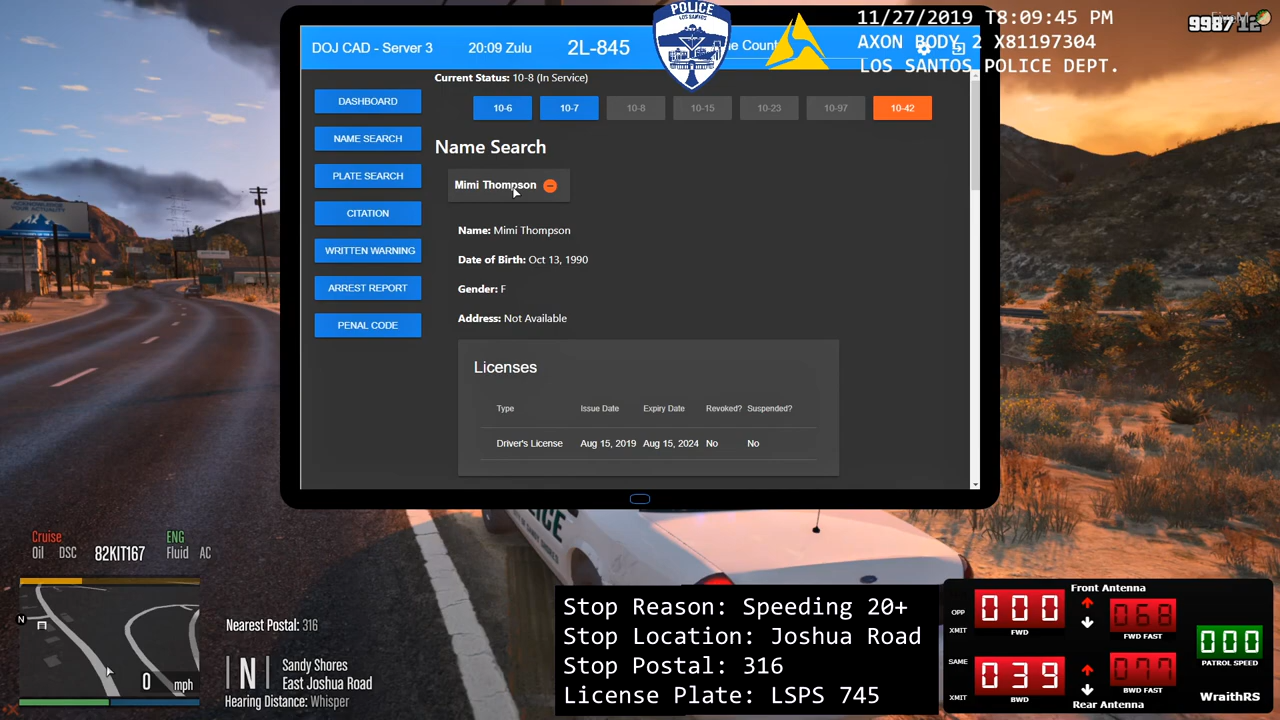 POLICE
LOS SANTOS
11/27/2019 T8:09:45 PM
AXON BODY 2 X81197304
LOS SANTOS POLICE DEPT.
9987
DOJ CAD - Server 3
20:09 Zulu
2L-845
Current Status: 10-8 (In Service)
10-6
10-7
10-8
10-15
10-23
10-97
10-42
DASHBOARD
NAME SEARCH
PLATE SEARCH
CITATION
WRITTEN WARNING
ARREST REPORT
PENAL CODE
Name Search
Mimi Thompson
Name: Mimi Thompson
Date of Birth: Oct 13, 1990
Gender: F
Address: Not Available
Licenses
Type Issue Date Expiry Date Revoked? Suspended?
Driver's License Aug 15, 2019 Aug 15, 2024 No No
Cruise
Oil DSC
82KIT167
ENG
Fluid AC
N
0 mph
Nearest Postal: 316
N
Sandy Shores
East Joshua Road
Hearing Distance: Whisper
Stop Reason: Speeding 20+
Stop Location: Joshua Road
Stop Postal: 316
License Plate: LSPS 745
Front Antenna
OPP
XMIT
000
FWD
068
FWD FAST
SAME
XMIT
039
BWD
077
BWD FAST
Rear Antenna
000
PATROL SPEED
WraithRS